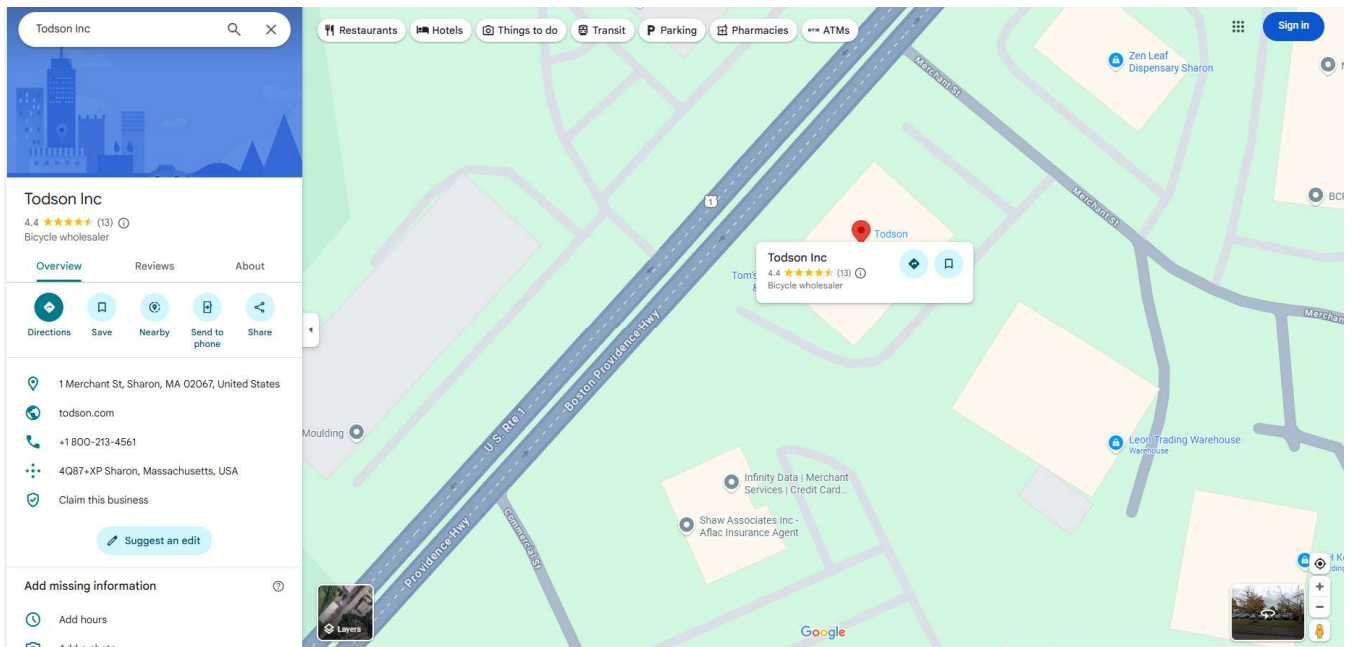 Todson Inc
Restaurants
Hotels
Things to do
Transit
Parking
Pharmacies
ATMs
Sign in
Todson Inc
4.4 (13)
Bicycle wholesaler
Overview
Reviews
About
Directions
Save
Nearby
Send to
phone
Share
1 Merchant St, Sharon, MA 02067, United States
todson.com
+1 800-213-4561
4Q87+XP Sharon, Massachusetts, USA
Claim this business
Suggest an edit
Add missing information
Add hours
Zen Leaf
Dispensary Sharon
Merchant St
Merchant St
1
BCI
Todson
Todson Inc
4.4 (13)
Bicycle wholesaler
Tom's
&
Boston Providence Hwy
U.S. Rte 1
Merchan
Moulding
Leon Trading Warehouse
Warehouse
Infinity Data | Merchant
Services | Credit Card...
Shaw Associates Inc -
Aflac Insurance Agent
Commercial St
Providence Hwy
Layers
Google